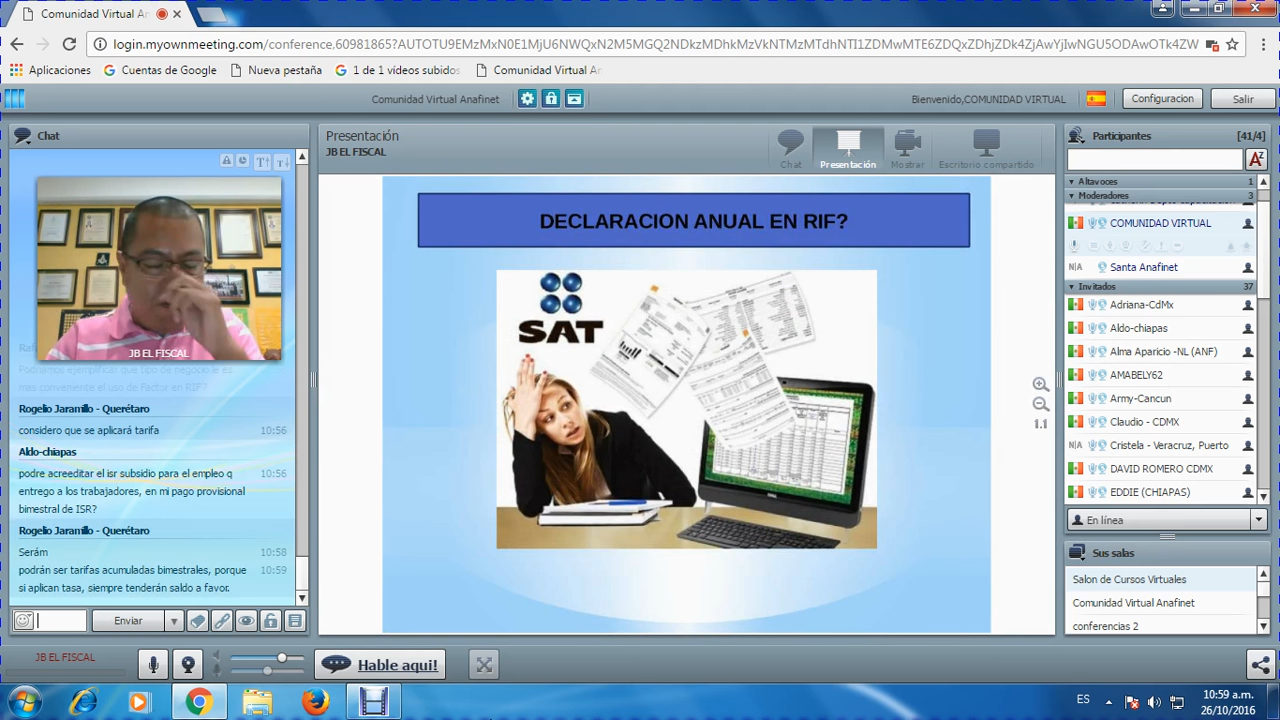 Comunidad Virtual Anaf
login.myownmeeting.com/conference,60981865?AUTOTU9EMzMxN0E1MjU6NWQxN2M5MGQ2NDkzMDhkMzVkNTMzMTdhNTI1ZDMwMTE6ZDQxZDhjZDk4ZjAwYjIwNGU5ODAwOTk4ZW
Aplicaciones
Cuentas de Google
Nueva pestaña
1 de 1 vídeos subidos
Comunidad Virtual An
Comunidad Virtual Anafinet
Bienvenido,COMUNIDAD VIRTUAL
Configuracion
Salir
Chat
JB EL FISCAL
Podriamos ejemplificar que tipo de negocio le es
mas conveniente el uso de Factor en RIF?
Rogelio Jaramillo - Querétaro
considero que se aplicará tarifa 10:56
Aldo-chiapas
podre acreeditar el isr subsidio para el empleo q 10:56
entrego a los trabajadores, en mi pago provisional
bimestral de ISR?
Rogelio Jaramillo - Querétaro
Serám 10:58
podrán ser tarifas acumuladas bimestrales, porque 10:59
si aplican tasa, siempre tenderán saldo a favor.
Enviar
Presentación
JB EL FISCAL
Chat
Presentación
Mostrar
Escritorio compartido
DECLARACION ANUAL EN RIF?
SAT
1.1
Participantes [41/4]
Altavoces 1
Moderadores 3
COMUNIDAD VIRTUAL
N/A Santa Anafinet
Invitados 37
Adriana-CdMx
Aldo-chiapas
Alma Aparicio -NL (ANF)
AMABELY62
Army-Cancun
Claudio - CDMX
N/A Cristela - Veracruz, Puerto
DAVID ROMERO CDMX
EDDIE (CHIAPAS)
En línea
Sus salas
Salon de Cursos Virtuales
Comunidad Virtual Anafinet
conferencias 2
JB EL FISCAL
Hable aqui!
ES
10:59 a.m.
26/10/2016